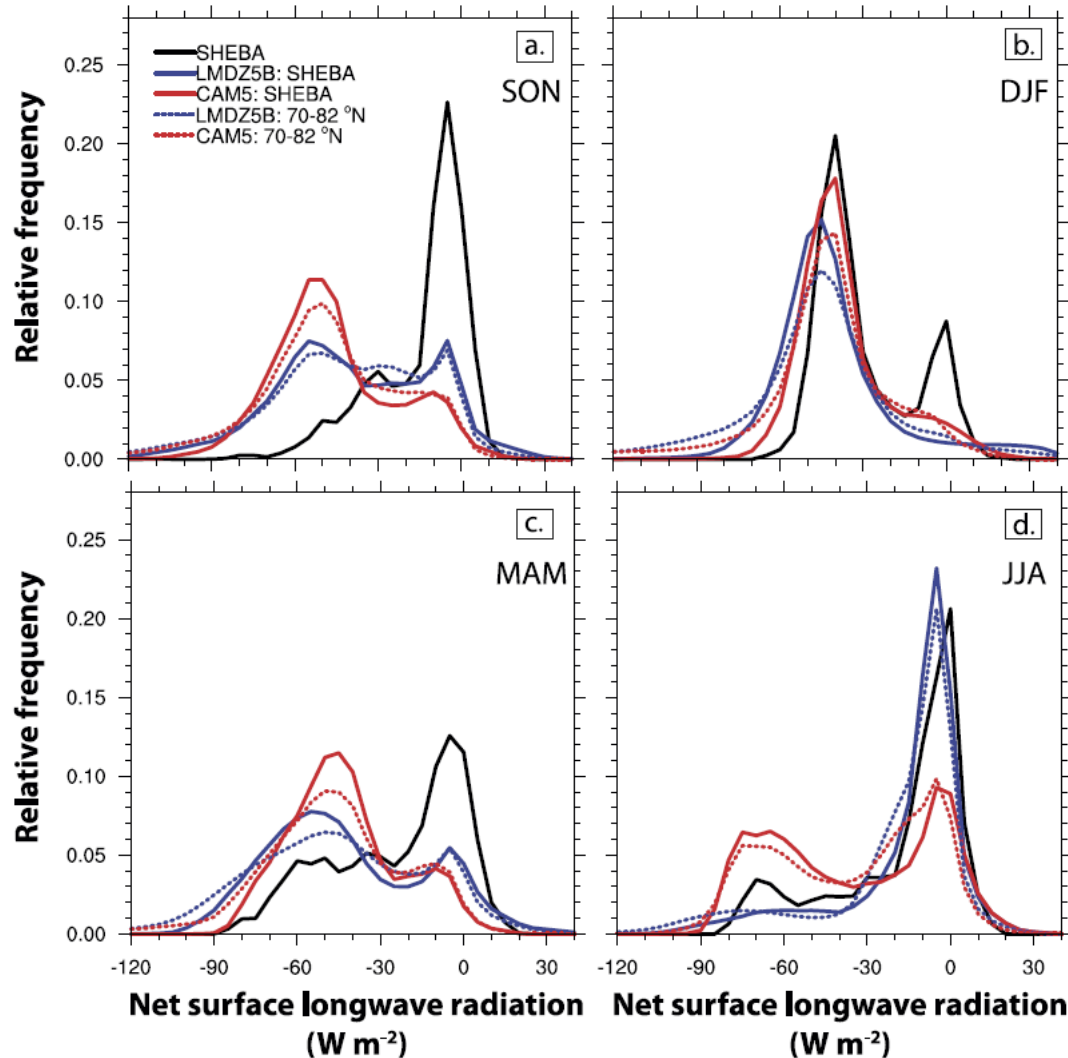 SHEBA
LMDZ5B: SHEBA
CAM5: SHEBA
LMDZ5B: 70-82 °N
CAM5: 70-82 °N
a.
SON
0.25
0.20
0.15
0.10
0.05
0.00
Relative frequency
b.
DJF
c.
MAM
0.25
0.20
0.15
0.10
0.05
0.00
Relative frequency
-120 -90 -60 -30 0 30
Net surface longwave radiation
(W m⁻²)
d.
JJA
-120 -90 -60 -30 0 30
Net surface longwave radiation
(W m⁻²)